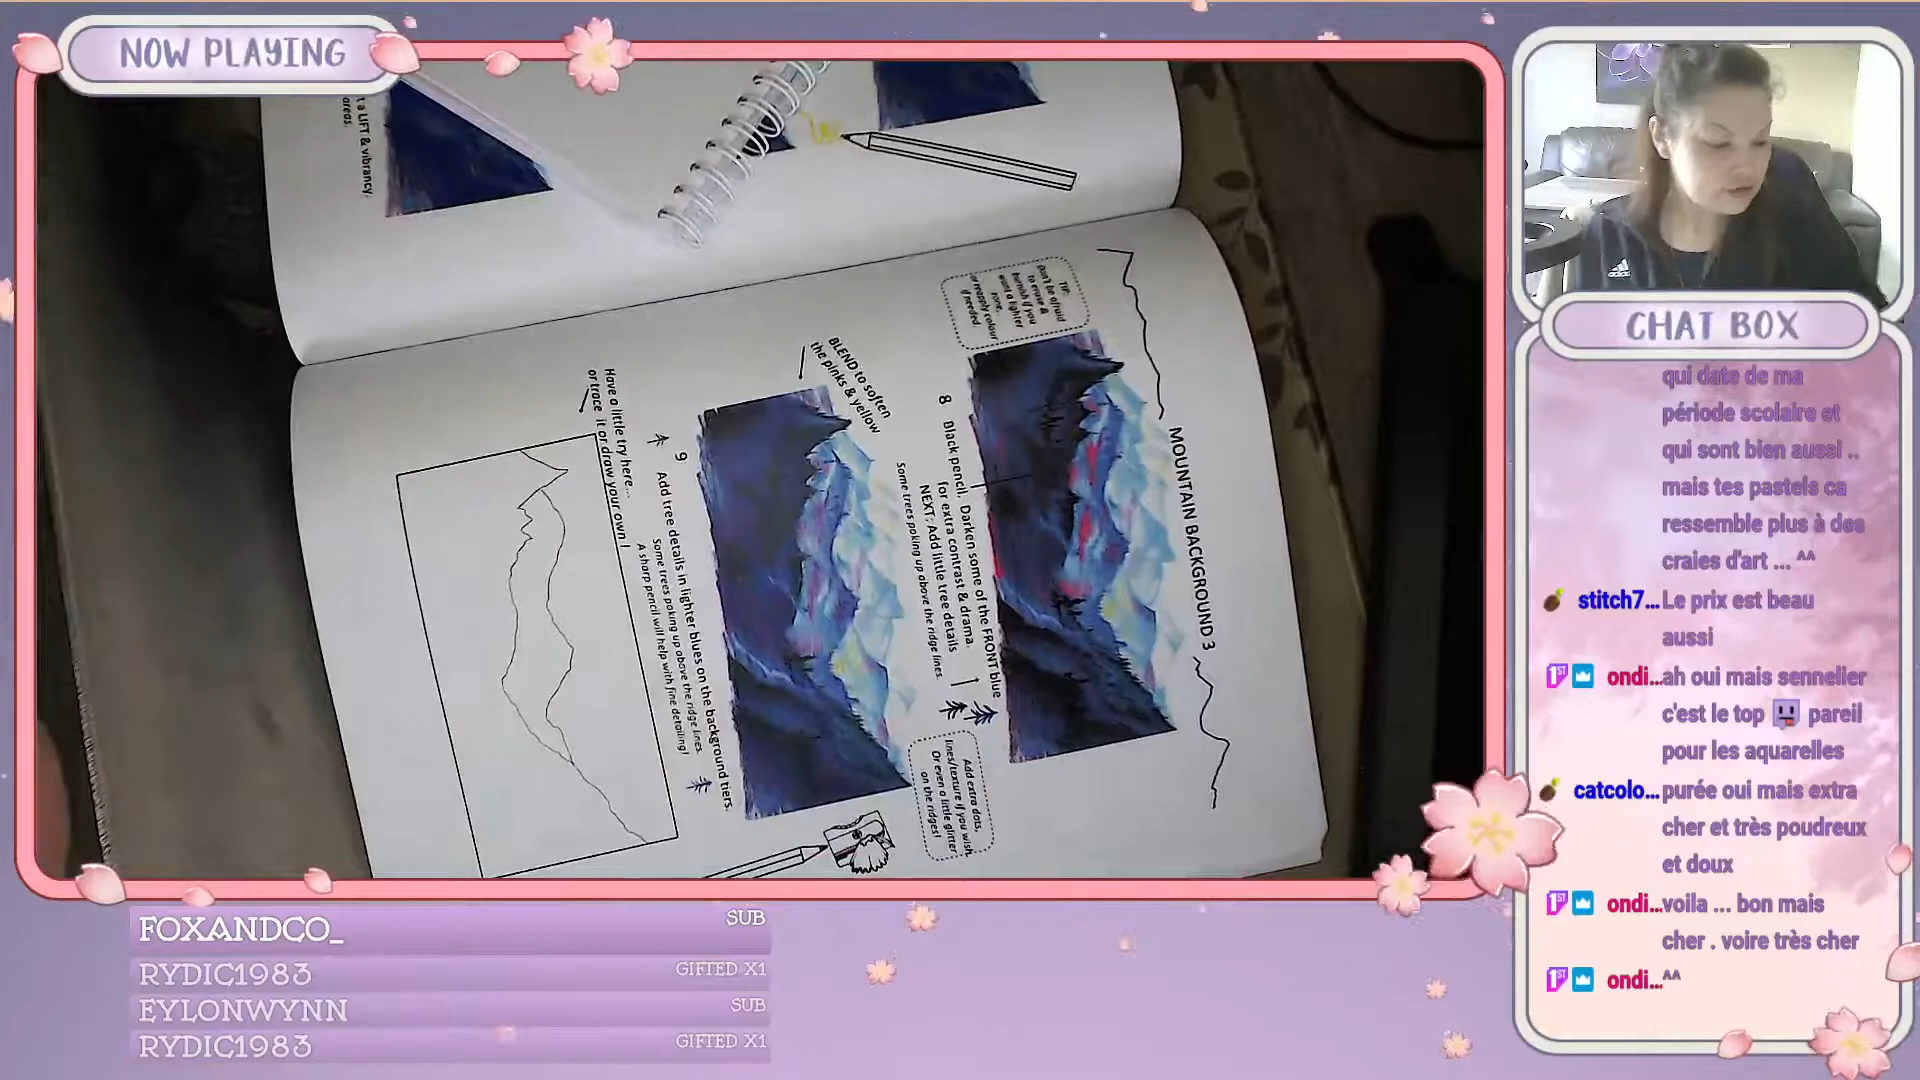 NOW PLAYING
t a LIFT & vibrancy.
areas.
MOUNTAIN BACKGROUND 3
TIP:
Don't be afraid
to erase &
burnish if you
want a lighter
tone,
or reapply colour
if needed.
8 Black pencil. Darken some of the FRONT blue
for extra contrast & drama.
NEXT: Add little tree details
Some trees poking up above the ridge lines.
Add extra dots,
lines/texture if you wish.
Or even a little glitter
on the ridges!
BLEND to soften
the pinks & yellow
9 Add tree details in lighter blues on the background tiers.
Some trees poking up above the ridge lines.
A sharp pencil will help with fine detailing!
Have a little try here...
or trace it or draw your own !
adidas
CHAT BOX
qui date de ma
période scolaire et
qui sont bien aussi ..
mais tes pastels ca
ressemble plus à des
craies d'art ... ^^
stitch7... Le prix est beau
aussi
1ST ondi... ah oui mais sennelier
c'est le top pareil
pour les aquarelles
catcolo... purée oui mais extra
cher et très poudreux
et doux
1ST ondi... voila ... bon mais
cher . voire très cher
1ST ondi... ^^
FOXANDCO_ SUB
RYDIC1983 GIFTED X1
EYLONWYNN SUB
RYDIC1983 GIFTED X1